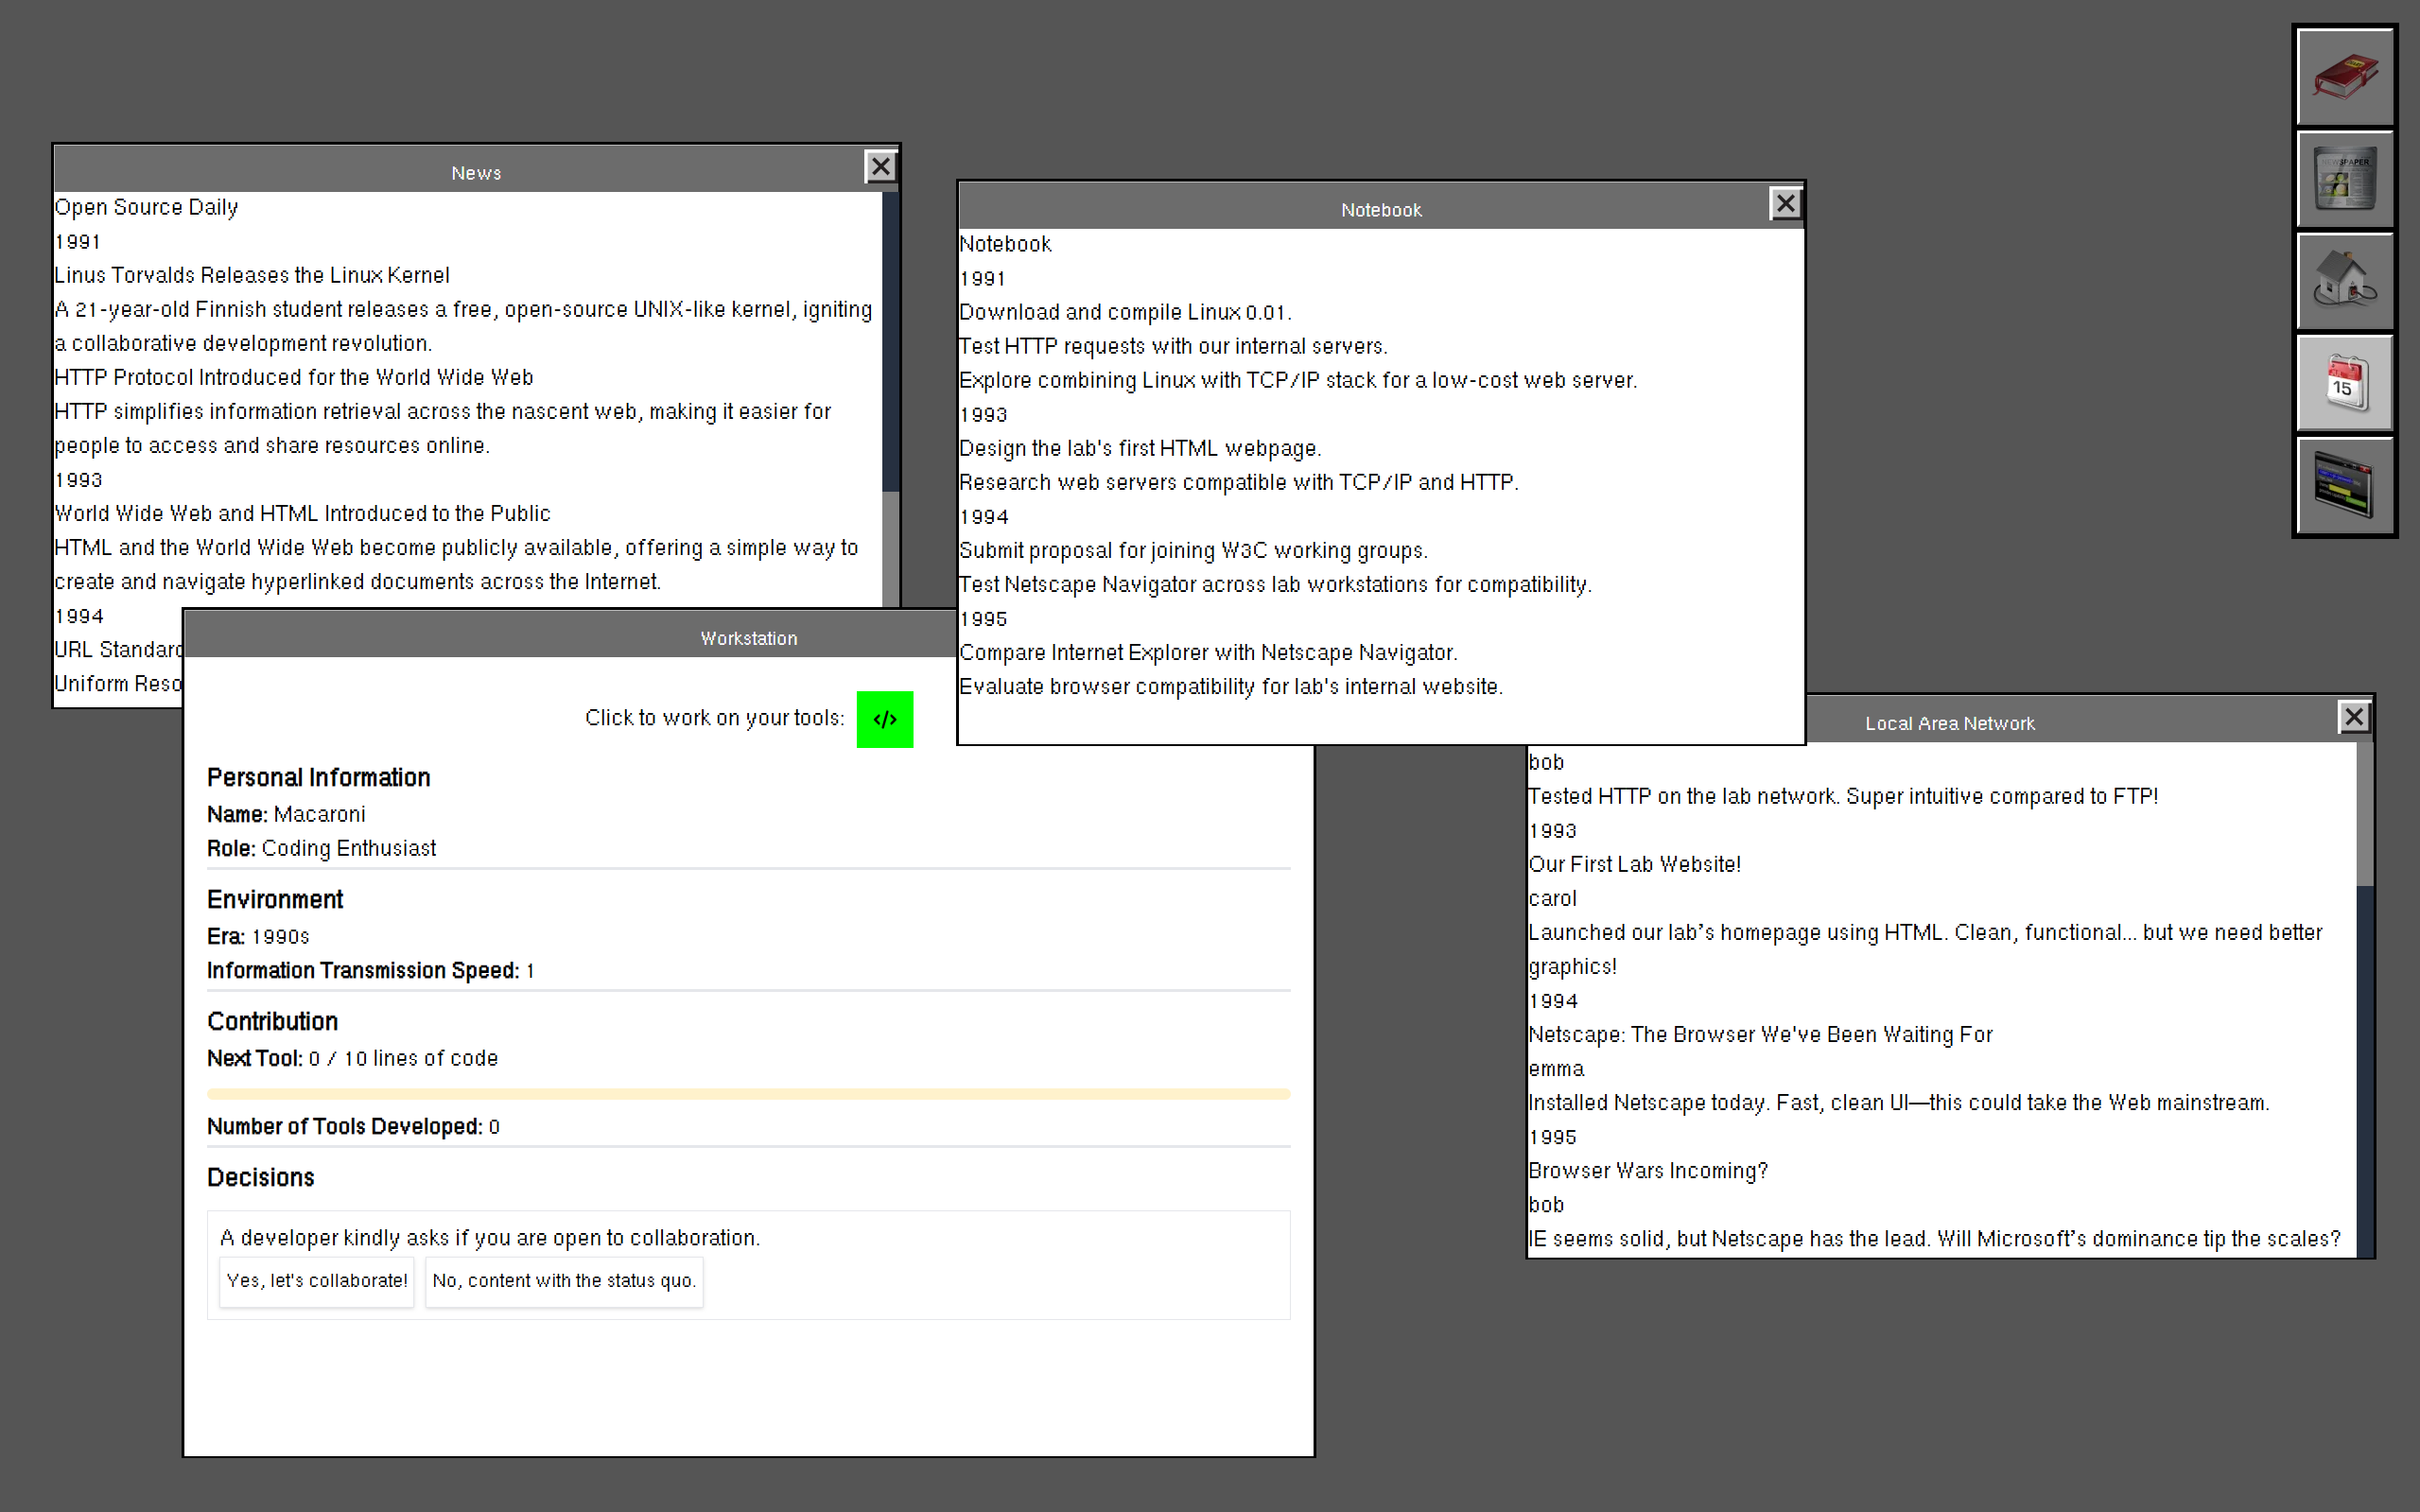 News
Open Source Daily
1991
Linus Torvalds Releases the Linux Kernel
A 21-year-old Finnish student releases a free, open-source UNIX-like kernel, igniting
a collaborative development revolution.
HTTP Protocol Introduced for the World Wide Web
HTTP simplifies information retrieval across the nascent web, making it easier for
people to access and share resources online.
1993
World Wide Web and HTML Introduced to the Public
HTML and the World Wide Web become publicly available, offering a simple way to
create and navigate hyperlinked documents across the Internet.
1994
URL Standard
Uniform Reso
Notebook
Notebook
1991
Download and compile Linux 0.01.
Test HTTP requests with our internal servers.
Explore combining Linux with TCP/IP stack for a low-cost web server.
1993
Design the lab's first HTML webpage.
Research web servers compatible with TCP/IP and HTTP.
1994
Submit proposal for joining W3C working groups.
Test Netscape Navigator across lab workstations for compatibility.
1995
Compare Internet Explorer with Netscape Navigator.
Evaluate browser compatibility for lab's internal website.
Workstation
Click to work on your tools: </>
Personal Information
Name: Macaroni
Role: Coding Enthusiast
Environment
Era: 1990s
Information Transmission Speed: 1
Contribution
Next Tool: 0 / 10 lines of code
Number of Tools Developed: 0
Decisions
A developer kindly asks if you are open to collaboration.
Yes, let's collaborate! No, content with the status quo.
Local Area Network
bob
Tested HTTP on the lab network. Super intuitive compared to FTP!
1993
Our First Lab Website!
carol
Launched our lab’s homepage using HTML. Clean, functional... but we need better
graphics!
1994
Netscape: The Browser We've Been Waiting For
emma
Installed Netscape today. Fast, clean UI—this could take the Web mainstream.
1995
Browser Wars Incoming?
bob
IE seems solid, but Netscape has the lead. Will Microsoft’s dominance tip the scales?
15